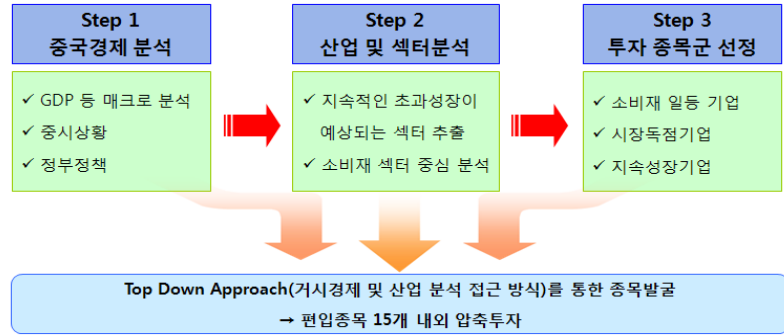 Step 1
중국경제 분석
✓ GDP 등 매크로 분석
✓ 중시상황
✓ 정부정책
Step 2
산업 및 섹터분석
✓ 지속적인 초과성장이
예상되는 섹터 추출
✓ 소비재 섹터 중심 분석
Step 3
투자 종목군 선정
✓ 소비재 일등 기업
✓ 시장독점기업
✓ 지속성장기업
Top Down Approach(거시경제 및 산업 분석 접근 방식)를 통한 종목발굴
→ 편입종목 15개 내외 압축투자